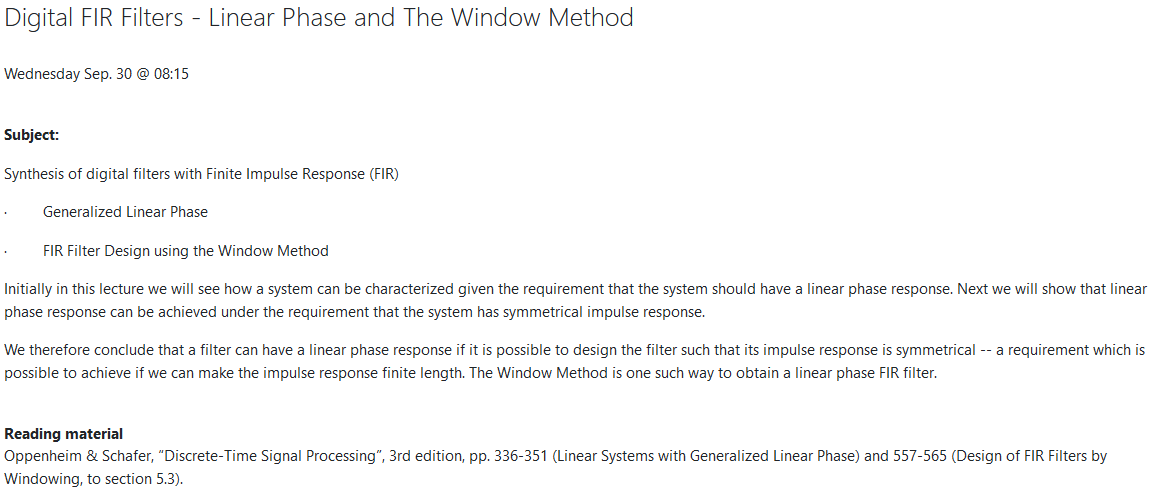 Digital FIR Filters - Linear Phase and The Window Method
Wednesday Sep. 30 @ 08:15
Subject:
Synthesis of digital filters with Finite Impulse Response (FIR)
· Generalized Linear Phase
· FIR Filter Design using the Window Method
Initially in this lecture we will see how a system can be characterized given the requirement that the system should have a linear phase response. Next we will show that linear
phase response can be achieved under the requirement that the system has symmetrical impulse response.
We therefore conclude that a filter can have a linear phase response if it is possible to design the filter such that its impulse response is symmetrical -- a requirement which is
possible to achieve if we can make the impulse response finite length. The Window Method is one such way to obtain a linear phase FIR filter.
Reading material
Oppenheim & Schafer, “Discrete-Time Signal Processing”, 3rd edition, pp. 336-351 (Linear Systems with Generalized Linear Phase) and 557-565 (Design of FIR Filters by
Windowing, to section 5.3).